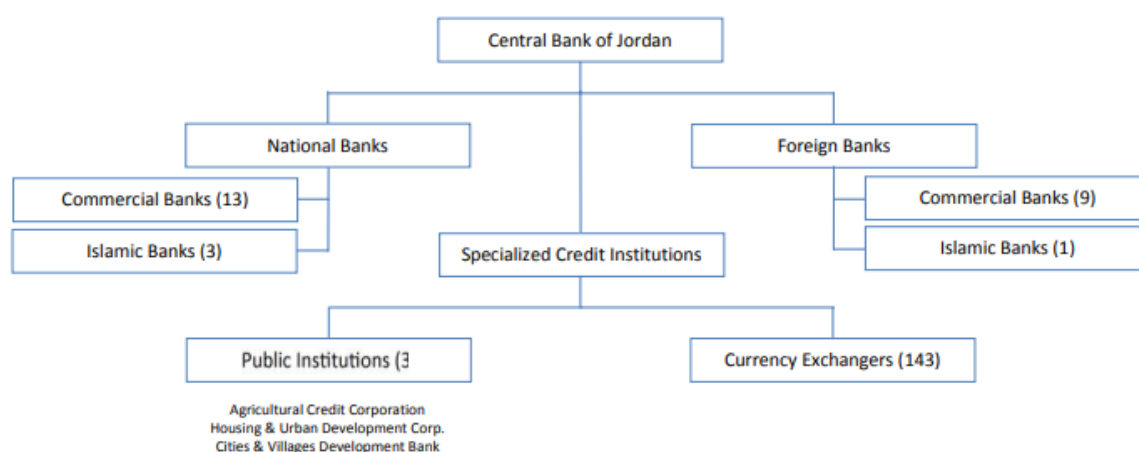 Central Bank of Jordan
National Banks
Foreign Banks
Commercial Banks (13)
Commercial Banks (9)
Islamic Banks (3)
Specialized Credit Institutions
Islamic Banks (1)
Public Institutions (3
Currency Exchangers (143)
Agricultural Credit Corporation
Housing & Urban Development Corp.
Cities & Villages Development Bank